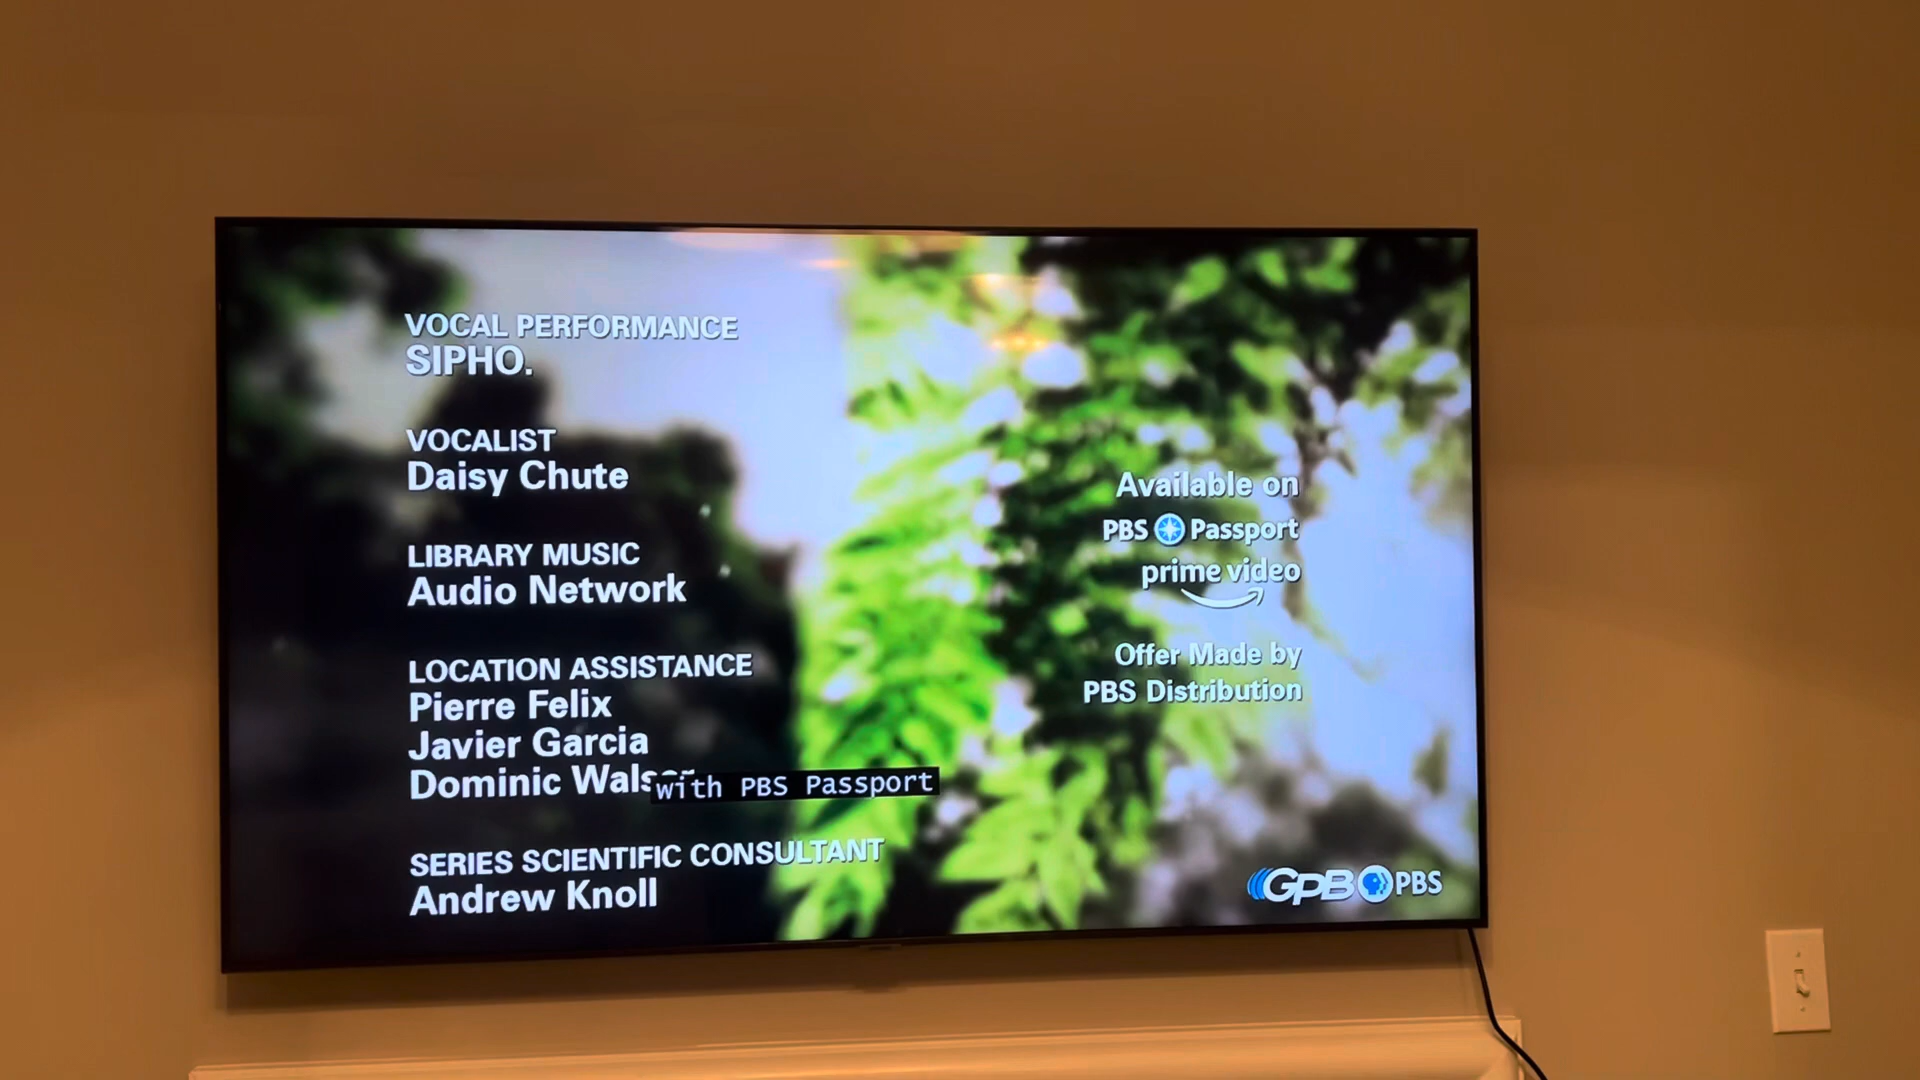 VOCAL PERFORMANCE
SIPHO.
VOCALIST
Daisy Chute
LIBRARY MUSIC
Audio Network
LOCATION ASSISTANCE
Pierre Felix
Javier Garcia
Dominic
with PBS Passport
SERIES SCIENTIFIC CONSULTANT
Andrew Knoll
Available on
PBS Passport
prime video
Offer Made by
PBS Distribution
GPB PBS